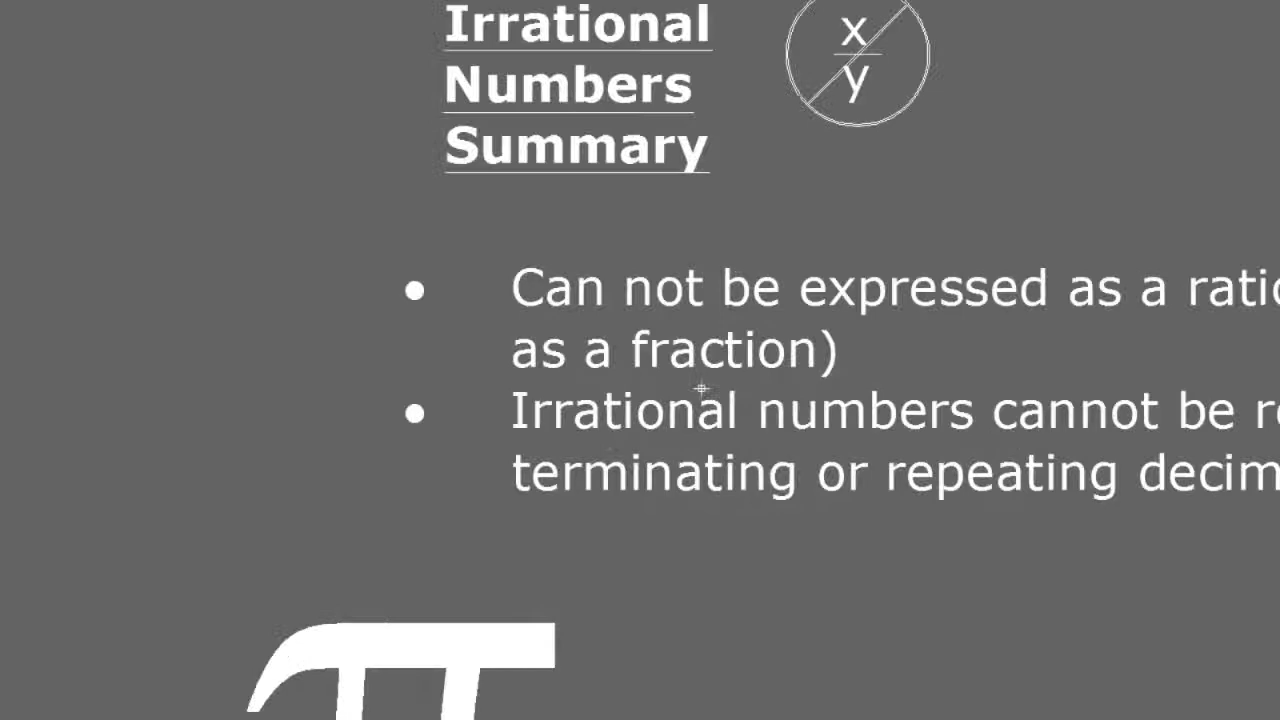 Irrational
Numbers
Summary
x
y
• Can not be expressed as a
as a fraction)
• Irrational numbers cannot be
terminating or repeating
π